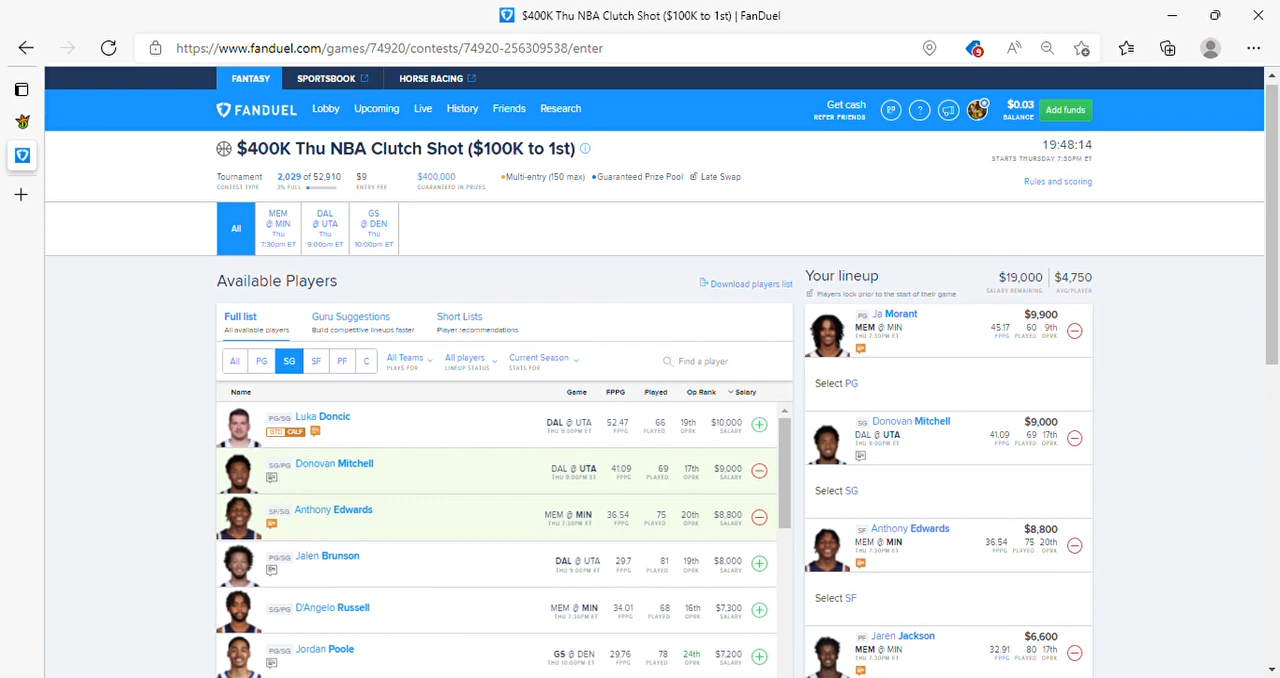 $400K Thu NBA Clutch Shot ($100K to 1st) | FanDuel
https://www.fanduel.com/games/74920/contests/74920-256309538/enter
9
FANTASY SPORTSBOOK HORSE RACING
FANDUEL Lobby Upcoming Live History Friends Research
Get cash $0.03 Add funds
REFER FRIENDS BALANCE
$400K Thu NBA Clutch Shot ($100K to 1st)
19:48:14
STARTS THURSDAY 7:30PM ET
Tournament 2,029 of 52,910 $9 $400,000 Multi-entry (150 max) Guaranteed Prize Pool Late Swap
CONTEST TYPE 3% FULL ENTRY FEE GUARANTEED IN PRIZES
Rules and scoring
All
MEM @ MIN Thu 7:30pm ET
DAL @ UTA Thu 9:00pm ET
GS @ DEN Thu 10:00pm ET
Available Players
Download players list
Full list Guru Suggestions Short Lists
All available players Build competitive lineups faster Player recommendations
All PG SG SF PF C
All Teams All players Current Season Find a player
PLAYS FOR LINEUP STATUS STATS FOR
Name Game FPPG Played Op Rank Salary
PG/SG Luka Doncic DAL @ UTA 52.47 66 19th $10,000
GTD CALF THU 9:00PM ET FPPG PLAYED OPRK SALARY
SG/PG Donovan Mitchell DAL @ UTA 41.09 69 17th $9,000
THU 9:00PM ET FPPG PLAYED OPRK SALARY
SF/SG Anthony Edwards MEM @ MIN 36.54 75 20th $8,800
THU 7:30PM ET FPPG PLAYED OPRK SALARY
PG/SG Jalen Brunson DAL @ UTA 29.7 81 19th $8,000
THU 9:00PM ET FPPG PLAYED OPRK SALARY
SG/PG D'Angelo Russell MEM @ MIN 34.01 68 16th $7,300
THU 7:30PM ET FPPG PLAYED OPRK SALARY
PG/SG Jordan Poole GS @ DEN 29.76 78 24th $7,200
THU 10:00PM ET FPPG PLAYED OPRK SALARY
Your lineup $19,000 $4,750
Players lock prior to the start of their game SALARY REMAINING AVG/PLAYER
PG Ja Morant $9,900
MEM @ MIN 45.17 60 9th
THU 7:30PM ET FPPG PLAYED OPRK
Select PG
SG Donovan Mitchell $9,000
DAL @ UTA 41.09 69 17th
THU 9:00PM ET FPPG PLAYED OPRK
Select SG
SF Anthony Edwards $8,800
MEM @ MIN 36.54 75 20th
THU 7:30PM ET FPPG PLAYED OPRK
Select SF
PF Jaren Jackson $6,600
MEM @ MIN 32.91 80 17th
THU 7:30PM ET FPPG PLAYED OPRK